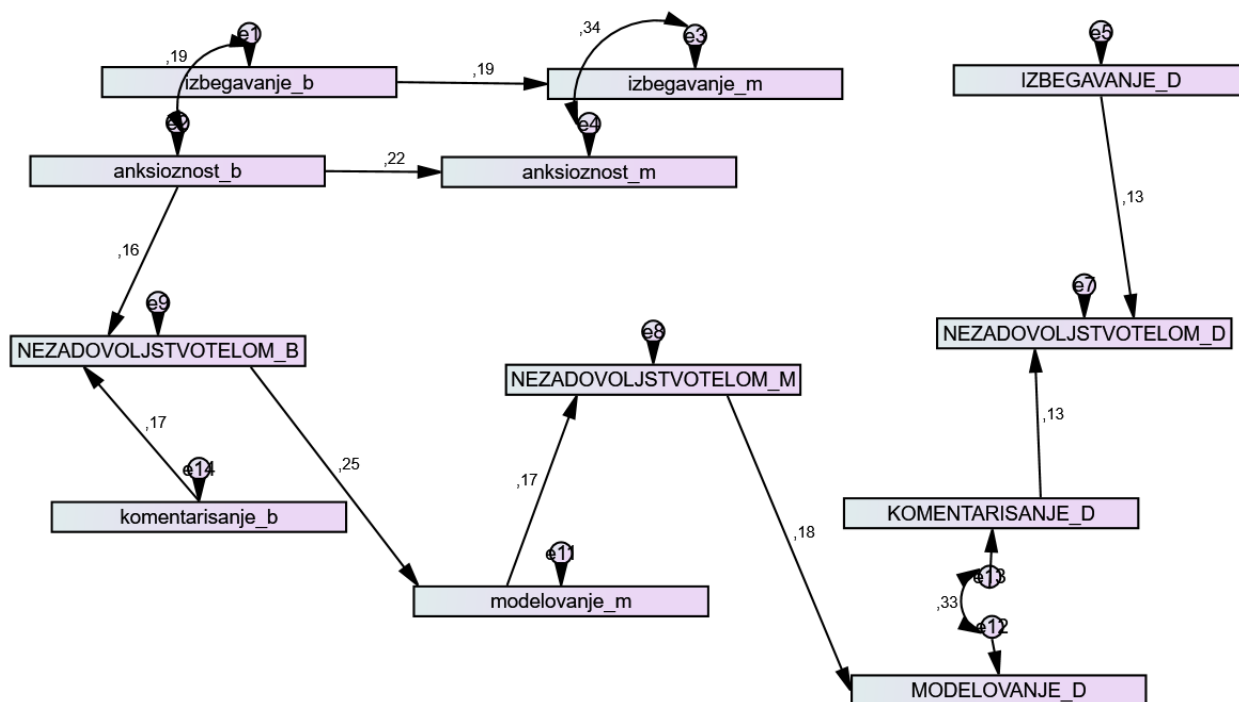 e1
,34
e3
e5
,19
izbegavanje_b
,19
izbegavanje_m
IZBEGAVANJE_D
e2
e4
anksioznost_b
,22
anksioznost_m
,13
,16
e9
e7
e8
NEZADOVOLJSTVOTELOM_B
NEZADOVOLJSTVOTELOM_D
NEZADOVOLJSTVOTELOM_M
,17
,13
e14
,25
,17
komentarisanje_b
KOMENTARISANJE_D
,18
e11
e13
modelovanje_m
,33
e12
MODELOVANJE_D